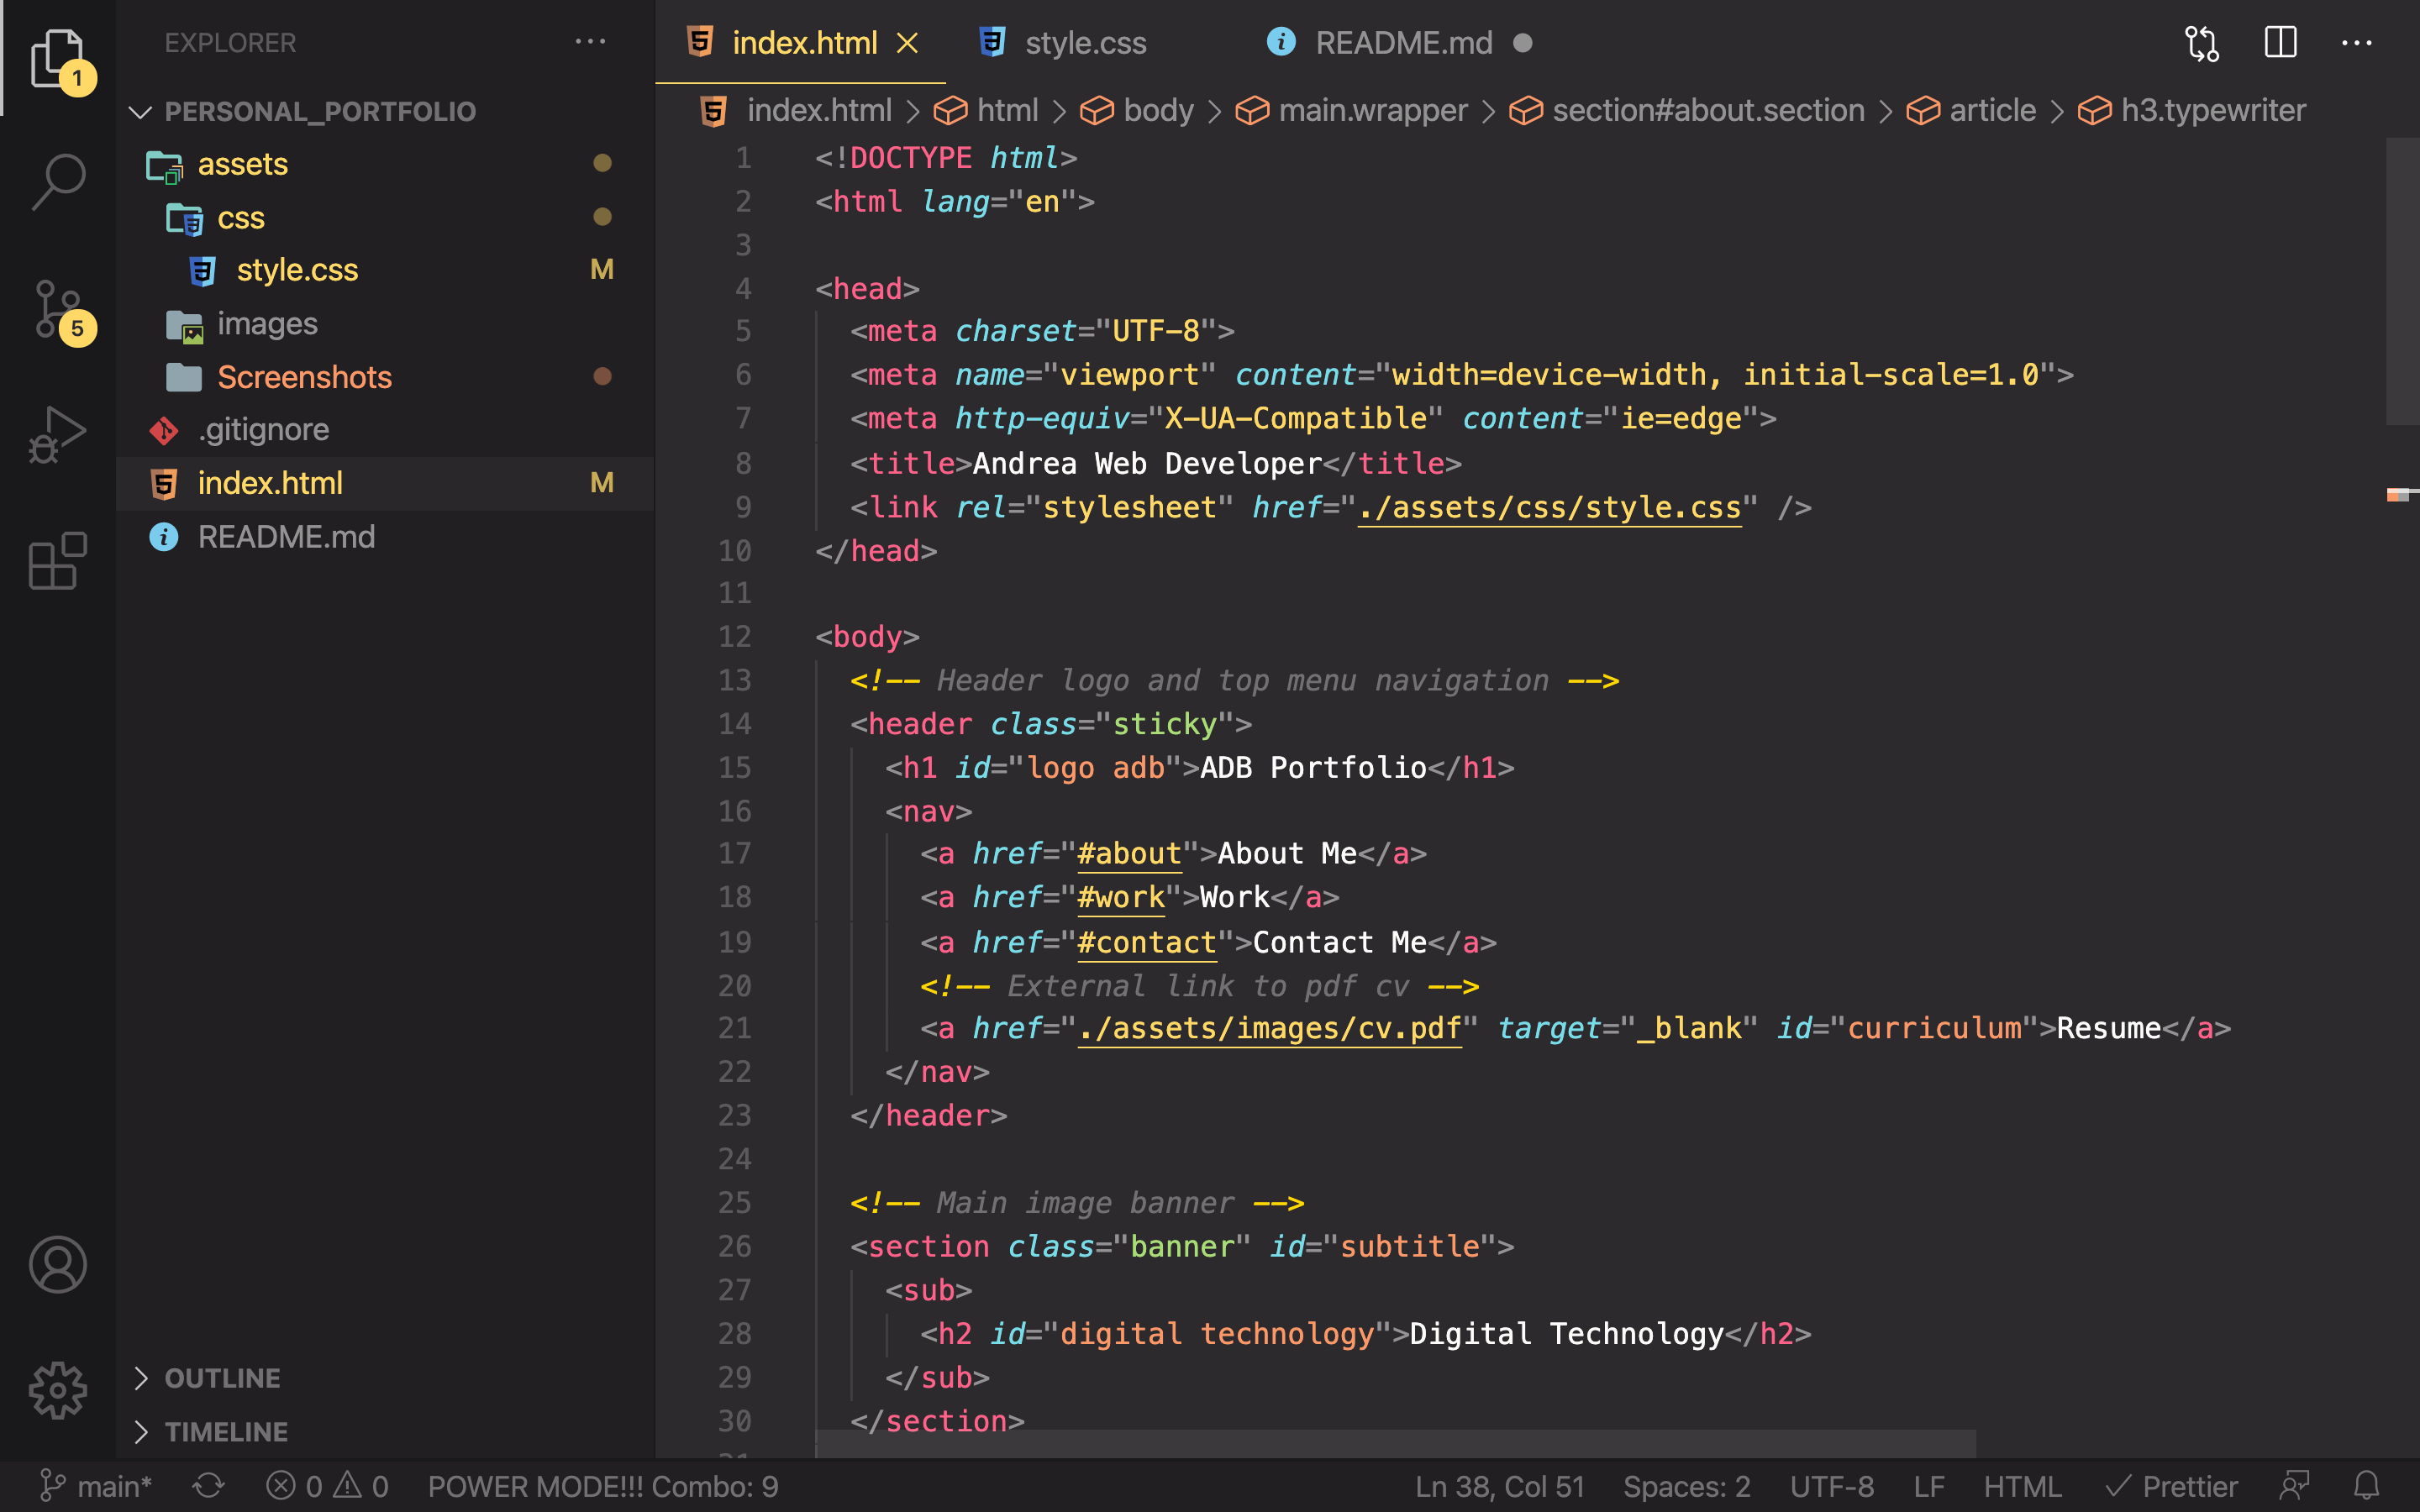 EXPLORER
PERSONAL_PORTFOLIO
assets
css
style.css M
images
Screenshots
.gitignore
index.html M
README.md
OUTLINE
TIMELINE
1
5
index.html style.css README.md
index.html > html > body > main.wrapper > section#about.section > article > h3.typewriter
1 <!DOCTYPE html>
2 <html lang="en">
3
4 <head>
5 <meta charset="UTF-8">
6 <meta name="viewport" content="width=device-width, initial-scale=1.0">
7 <meta http-equiv="X-UA-Compatible" content="ie=edge">
8 <title>Andrea Web Developer</title>
9 <link rel="stylesheet" href="./assets/css/style.css" />
10 </head>
11
12 <body>
13 <!-- Header logo and top menu navigation -->
14 <header class="sticky">
15 <h1 id="logo adb">ADB Portfolio</h1>
16 <nav>
17 <a href="#about">About Me</a>
18 <a href="#work">Work</a>
19 <a href="#contact">Contact Me</a>
20 <!-- External link to pdf cv -->
21 <a href="./assets/images/cv.pdf" target="_blank" id="curriculum">Resume</a>
22 </nav>
23 </header>
24
25 <!-- Main image banner -->
26 <section class="banner" id="subtitle">
27 <sub>
28 <h2 id="digital technology">Digital Technology</h2>
29 </sub>
30 </section>
main* 0 0 POWER MODE!!! Combo: 9 Ln 38, Col 51 Spaces: 2 UTF-8 LF HTML Prettier